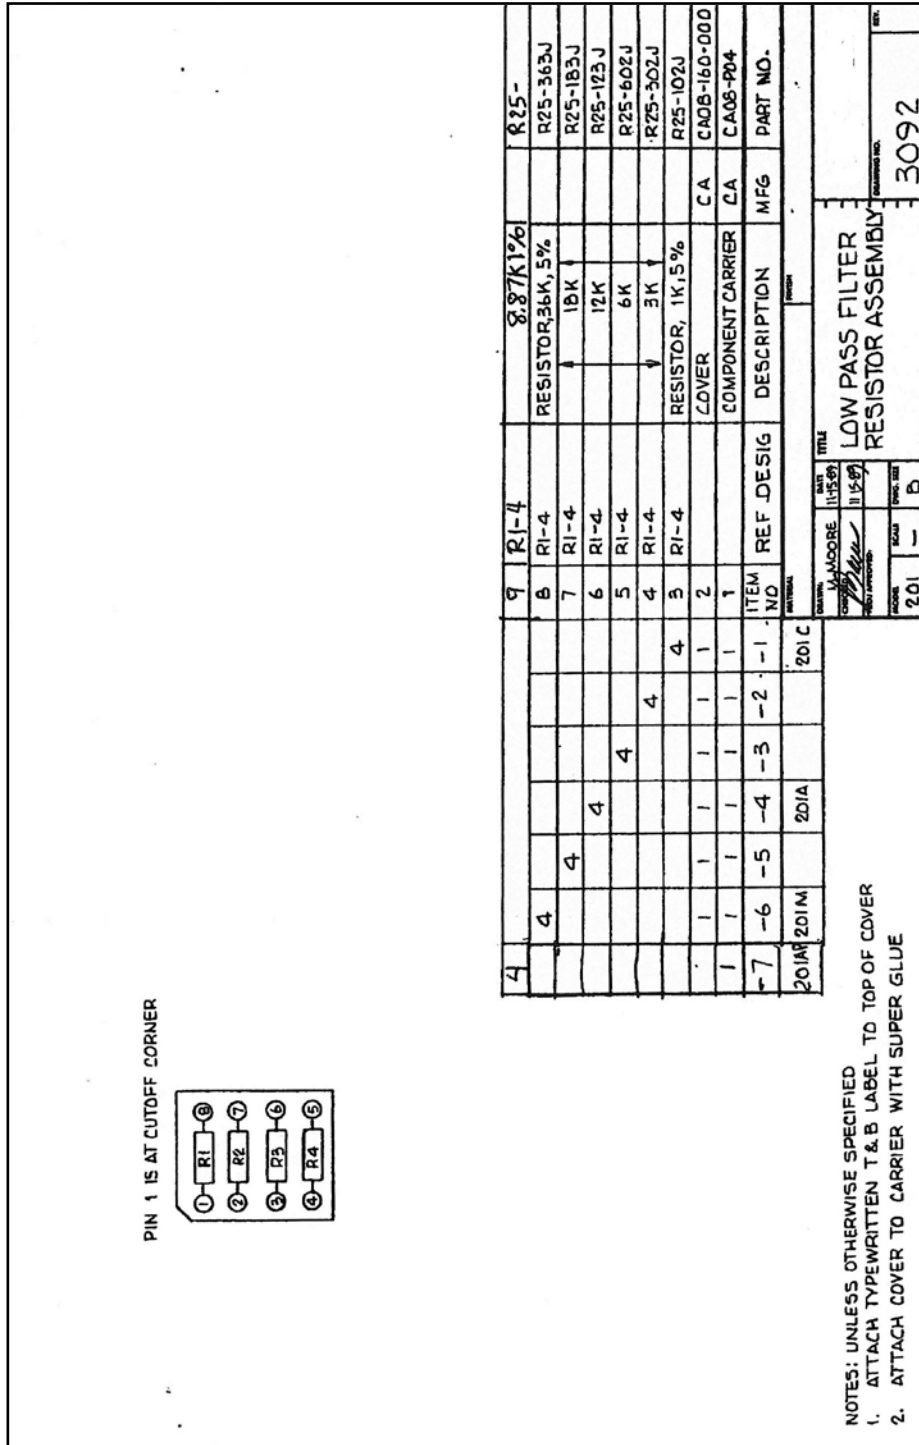 PIN 1 IS AT CUTOFF CORNER
1 R1 8
2 R2 7
3 R3 6
4 R4 5
4 9 R1-4 8.87K1% R25-
4 8 R1-4 RESISTOR,36K,5% R25-363J
4 7 R1-4 18K R25-183J
4 6 R1-4 12K R25-123J
4 5 R1-4 6K R25-602J
4 4 R1-4 3K R25-302J
4 3 R1-4 RESISTOR, 1K,5% R25-102J
1 1 1 1 1 1 2 COVER CA CA08-160-000
1 1 1 1 1 1 1 1 COMPONENT CARRIER CA CA08-P04
-7 -6 -5 -4 -3 -2 -1 ITEM NO REF DESIG DESCRIPTION MFG PART NO.
201AP 201M 201A 201C
MATERIAL FINISH
DRAWN: M. MOORE DATE 11-15-89
CHECKED 11 15 89
TITLE
LOW PASS FILTER
RESISTOR ASSEMBLY
DRAWING NO. REV.
3092
MODEL SCALE DWG. SIZE
201 - B
NOTES: UNLESS OTHERWISE SPECIFIED
1. ATTACH TYPEWRITTEN T&B LABEL TO TOP OF COVER
2. ATTACH COVER TO CARRIER WITH SUPER GLUE